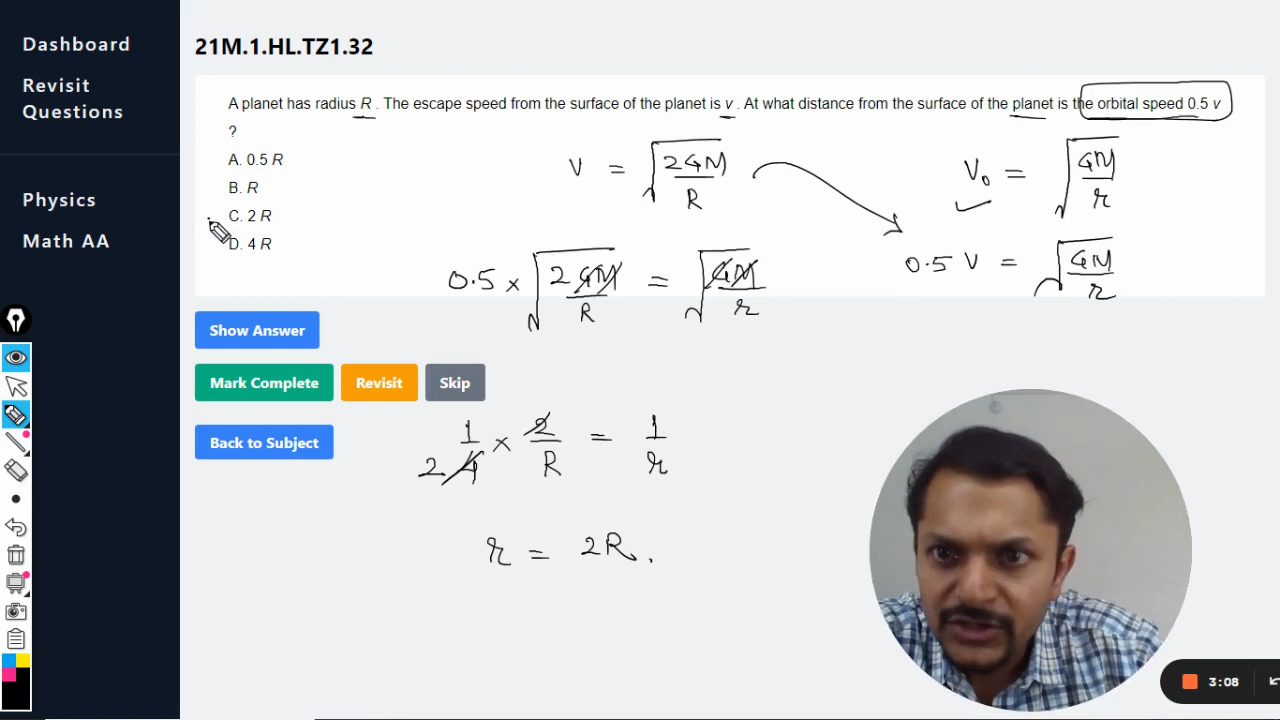 Dashboard
Revisit
Questions
Physics
Math AA
21M.1.HL.TZ1.32
A planet has radius R . The escape speed from the surface of the planet is v . At what distance from the surface of the planet is the orbital speed 0.5 v
?
A. 0.5 R
B. R
C. 2 R
D. 4 R
V = √(2GM/R)
V₀ = √(GM/r)
0.5 V = √(GM/r)
0.5 × √(2GM/R) = √(GM/r)
Show Answer
Mark Complete Revisit Skip
Back to Subject
1/4 2 × 2/R = 1/r
r = 2R.
3:08